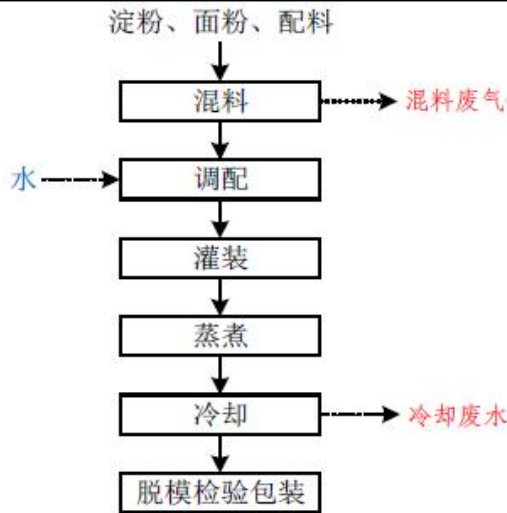 淀粉、面粉、配料
混料
混料废气
水
调配
灌装
蒸煮
冷却
冷却废水
脱模检验包装